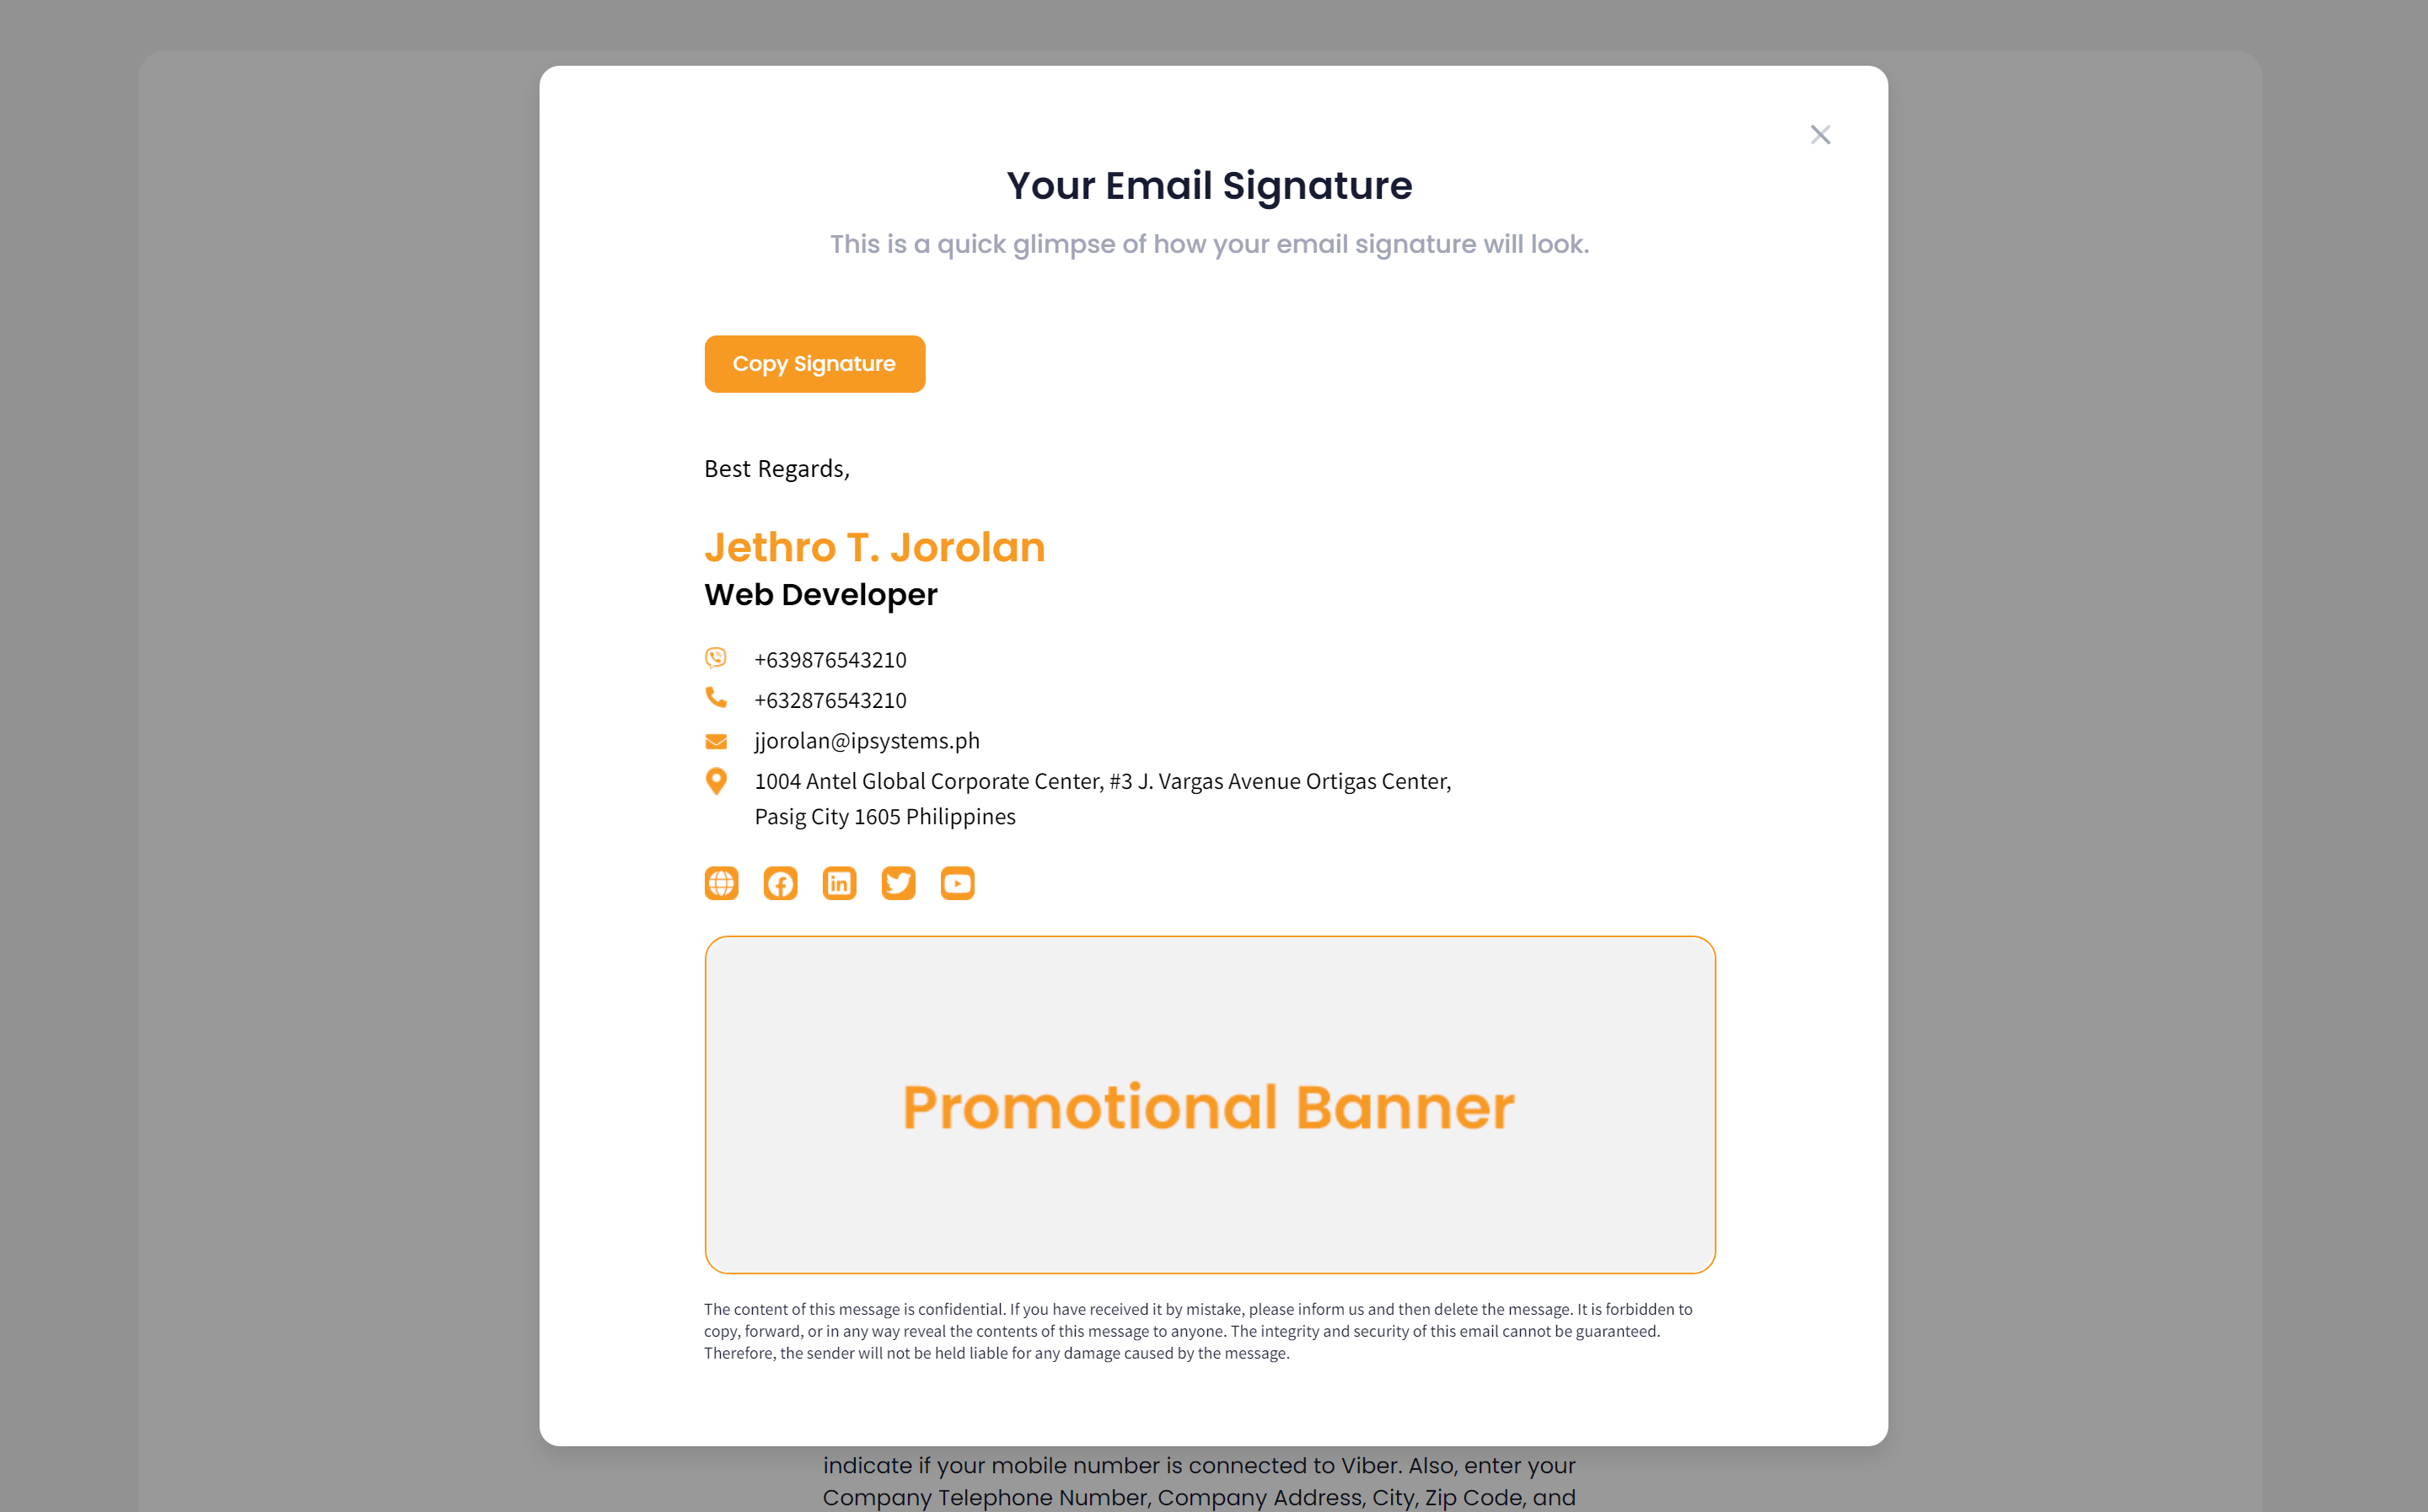 Your Email Signature
This is a quick glimpse of how your email signature will look.
Copy Signature
Best Regards,
Jethro T. Jorolan
Web Developer
+639876543210
+632876543210
jjorolan@ipsystems.ph
1004 Antel Global Corporate Center, #3 J. Vargas Avenue Ortigas Center,
Pasig City 1605 Philippines
Promotional Banner
The content of this message is confidential. If you have received it by mistake, please inform us and then delete the message. It is forbidden to
copy, forward, or in any way reveal the contents of this message to anyone. The integrity and security of this email cannot be guaranteed.
Therefore, the sender will not be held liable for any damage caused by the message.
indicate if your mobile number is connected to Viber. Also, enter your
Company Telephone Number, Company Address, City, Zip Code, and